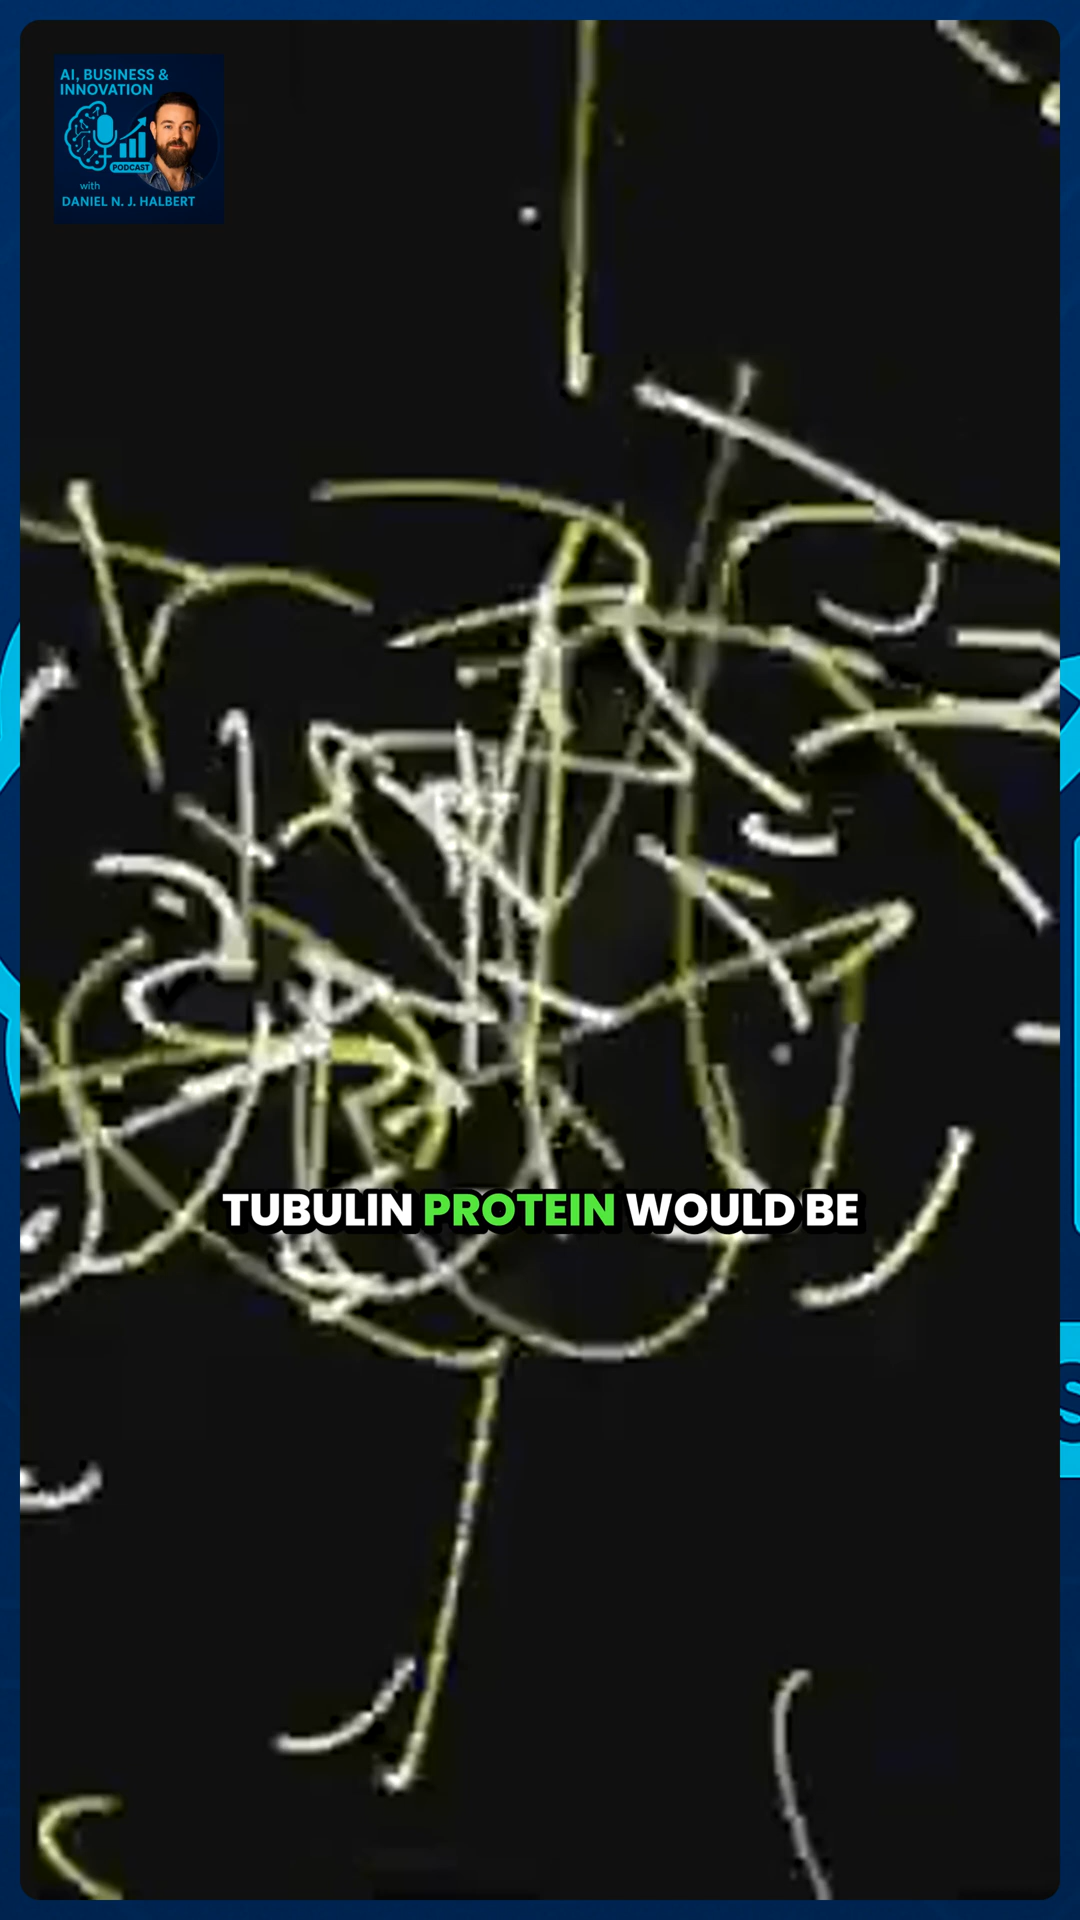 AI, BUSINESS &
INNOVATION
PODCAST
with
DANIEL N. J. HALBERT
TUBULIN PROTEIN WOULD BE